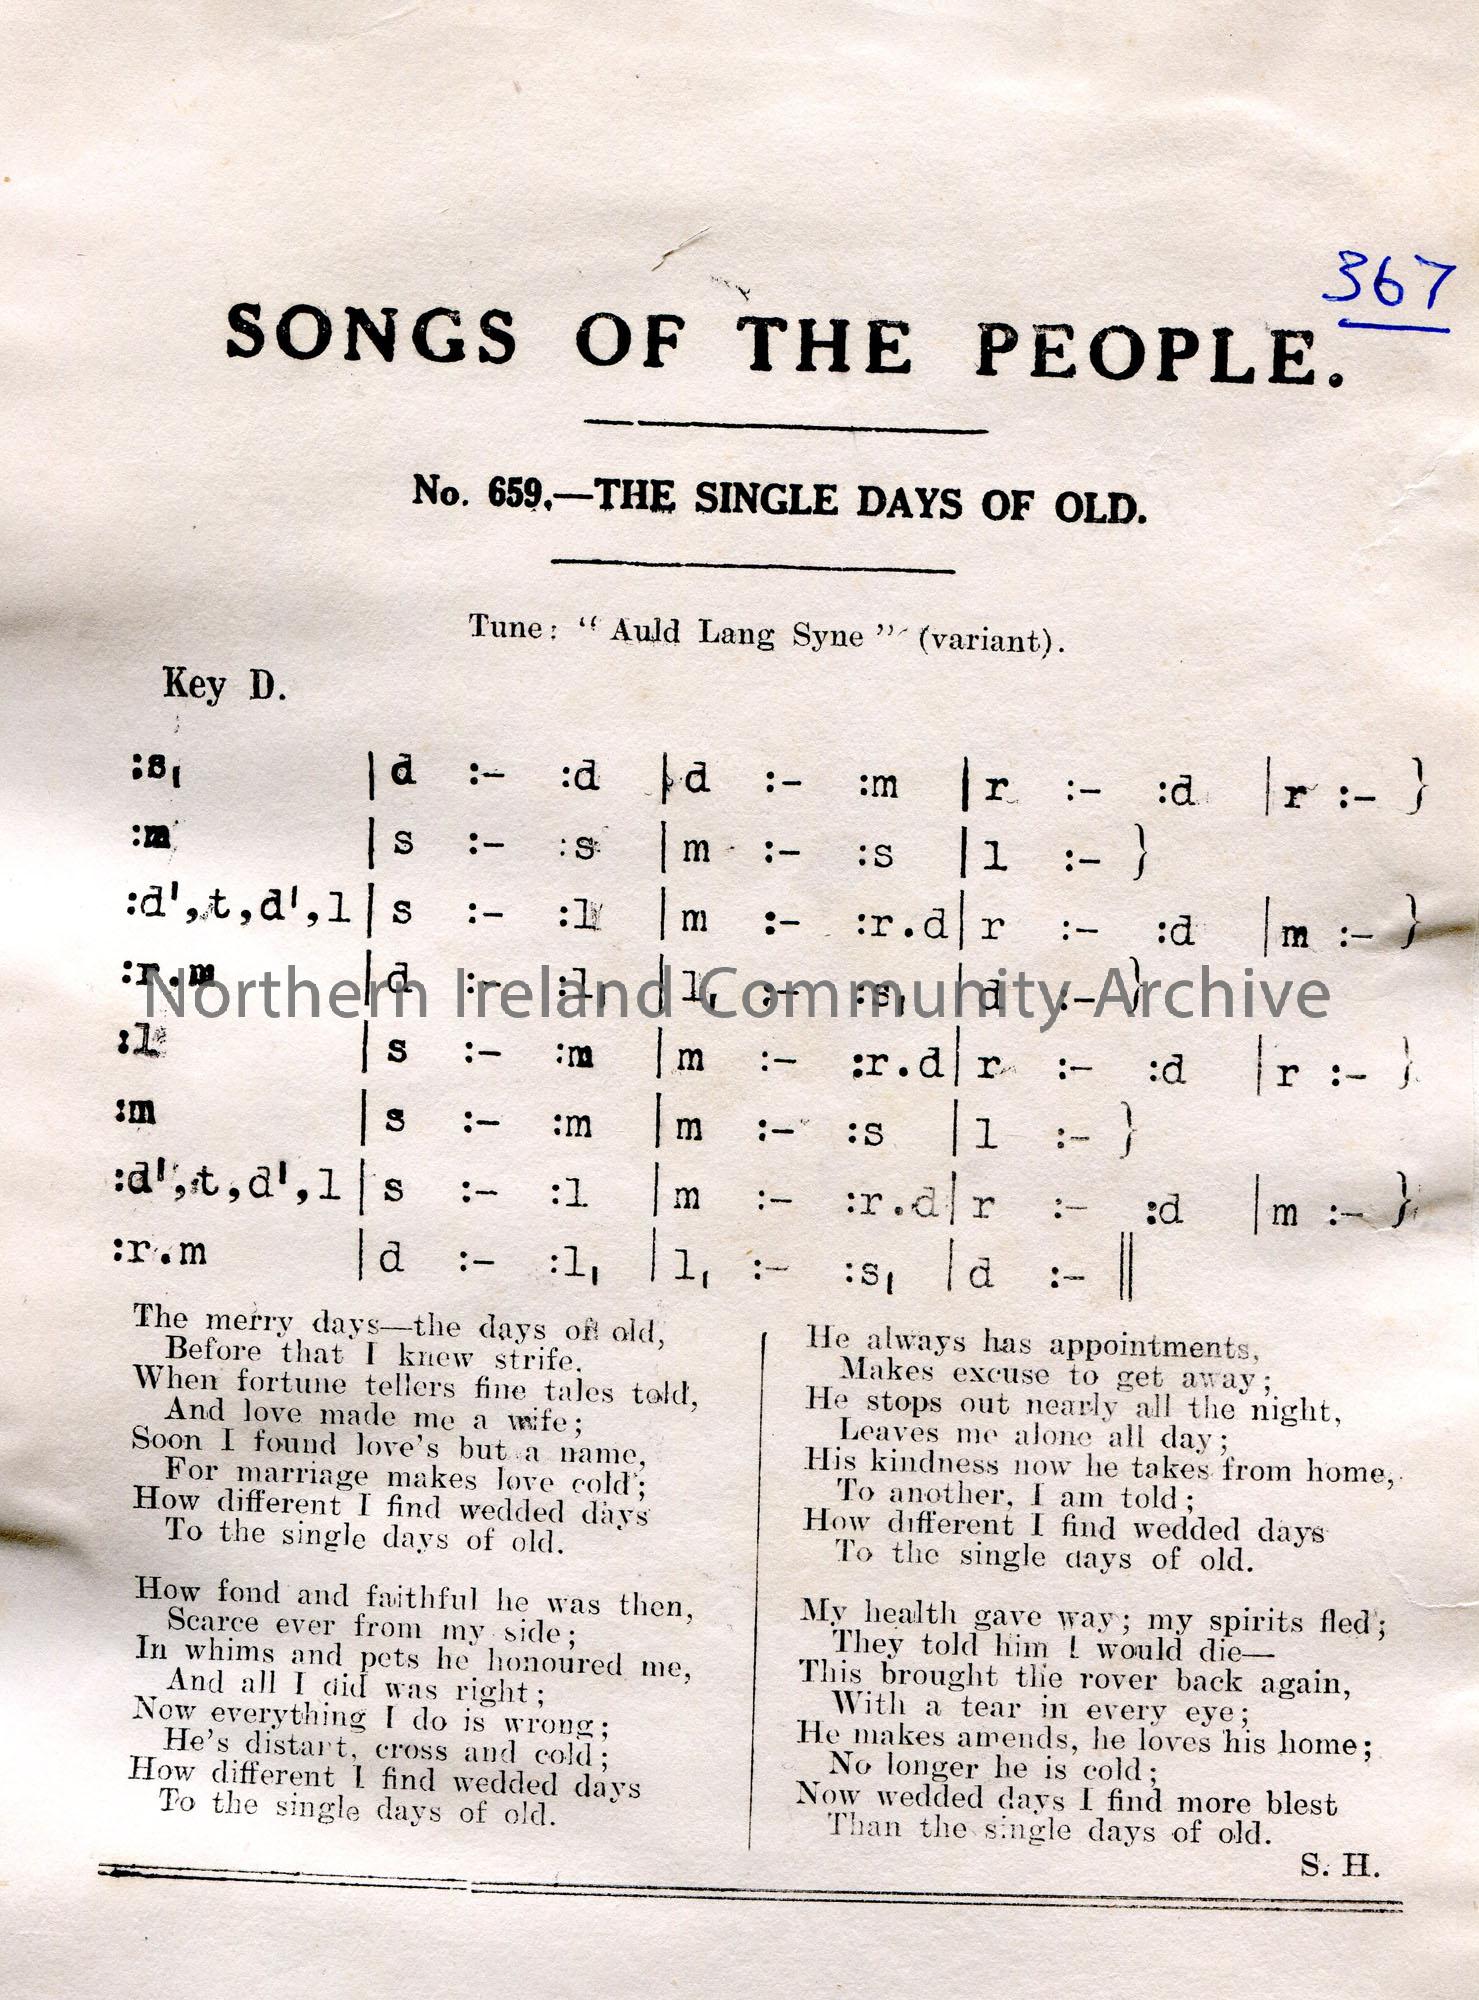 367
SONGS OF THE PEOPLE.
No. 659.—THE SINGLE DAYS OF OLD.
Tune: "Auld Lang Syne" (variant).
Key D.
:s₁ |d :– :d |d :– :m |r :– :d |r :– }
:m |s :– :s |m :– :s |l :– }
:d',t,d',l|s :– :l |m :– :r.d|r :– :d |m :– }
:r.m |d :– :l₁ |l₁ :– :s₁ |d :– }
Northern Ireland Community Archive
:l |s :– :m |m :– :r.d|r :– :d |r :– }
:m |s :– :m |m :– :s |l :– }
:d',t,d',l|s :– :l |m :– :r.d|r :– :d |m :– }
:r.m |d :– :l₁ |l₁ :– :s₁ |d :– ||
The merry days—the days of old,
Before that I knew strife.
When fortune tellers fine tales told,
And love made me a wife;
Soon I found love's but a name,
For marriage makes love cold;
How different I find wedded days
To the single days of old.
How fond and faithful he was then,
Scarce ever from my side;
In whims and pets he honoured me,
And all I did was right;
Now everything I do is wrong;
He's distant, cross and cold;
How different I find wedded days
To the single days of old.
He always has appointments,
Makes excuse to get away;
He stops out nearly all the night,
Leaves me alone all day;
His kindness now he takes from home,
To another, I am told;
How different I find wedded days
To the single days of old.
My health gave way; my spirits fled;
They told him I would die—
This brought the rover back again,
With a tear in every eye;
He makes amends, he loves his home;
No longer he is cold;
Now wedded days I find more blest
Than the single days of old.
S. H.